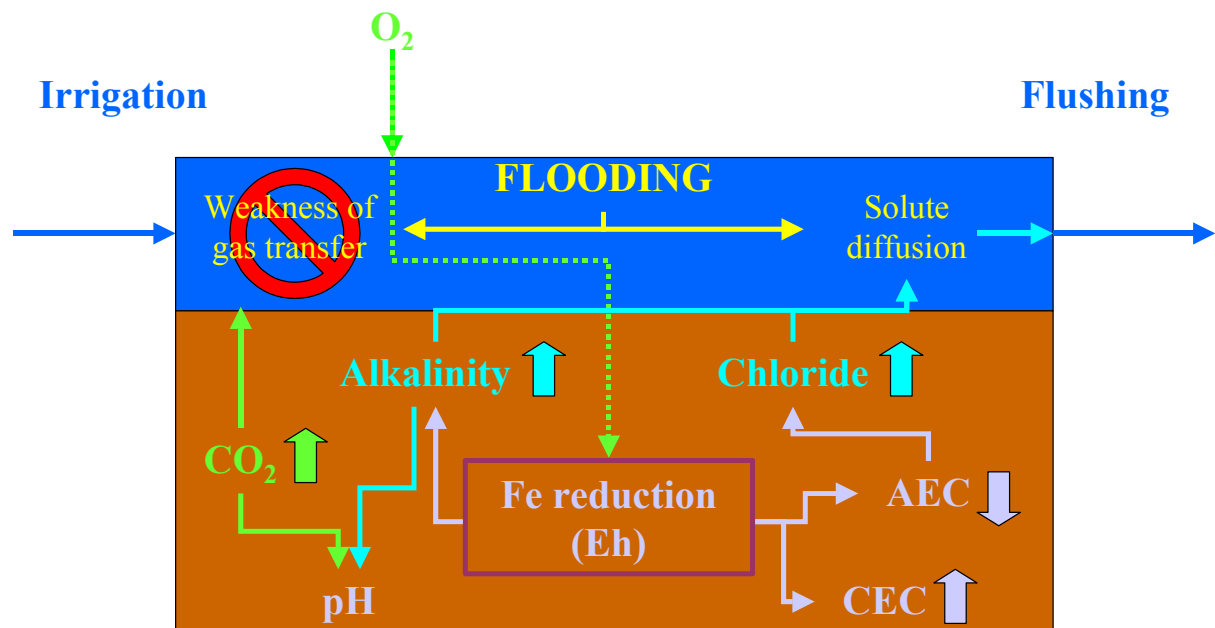 O₂
Irrigation
Flushing
FLOODING
Weakness of
gas transfer
Solute
diffusion
Alkalinity
Chloride
CO₂
Fe reduction
(Eh)
AEC
pH
CEC